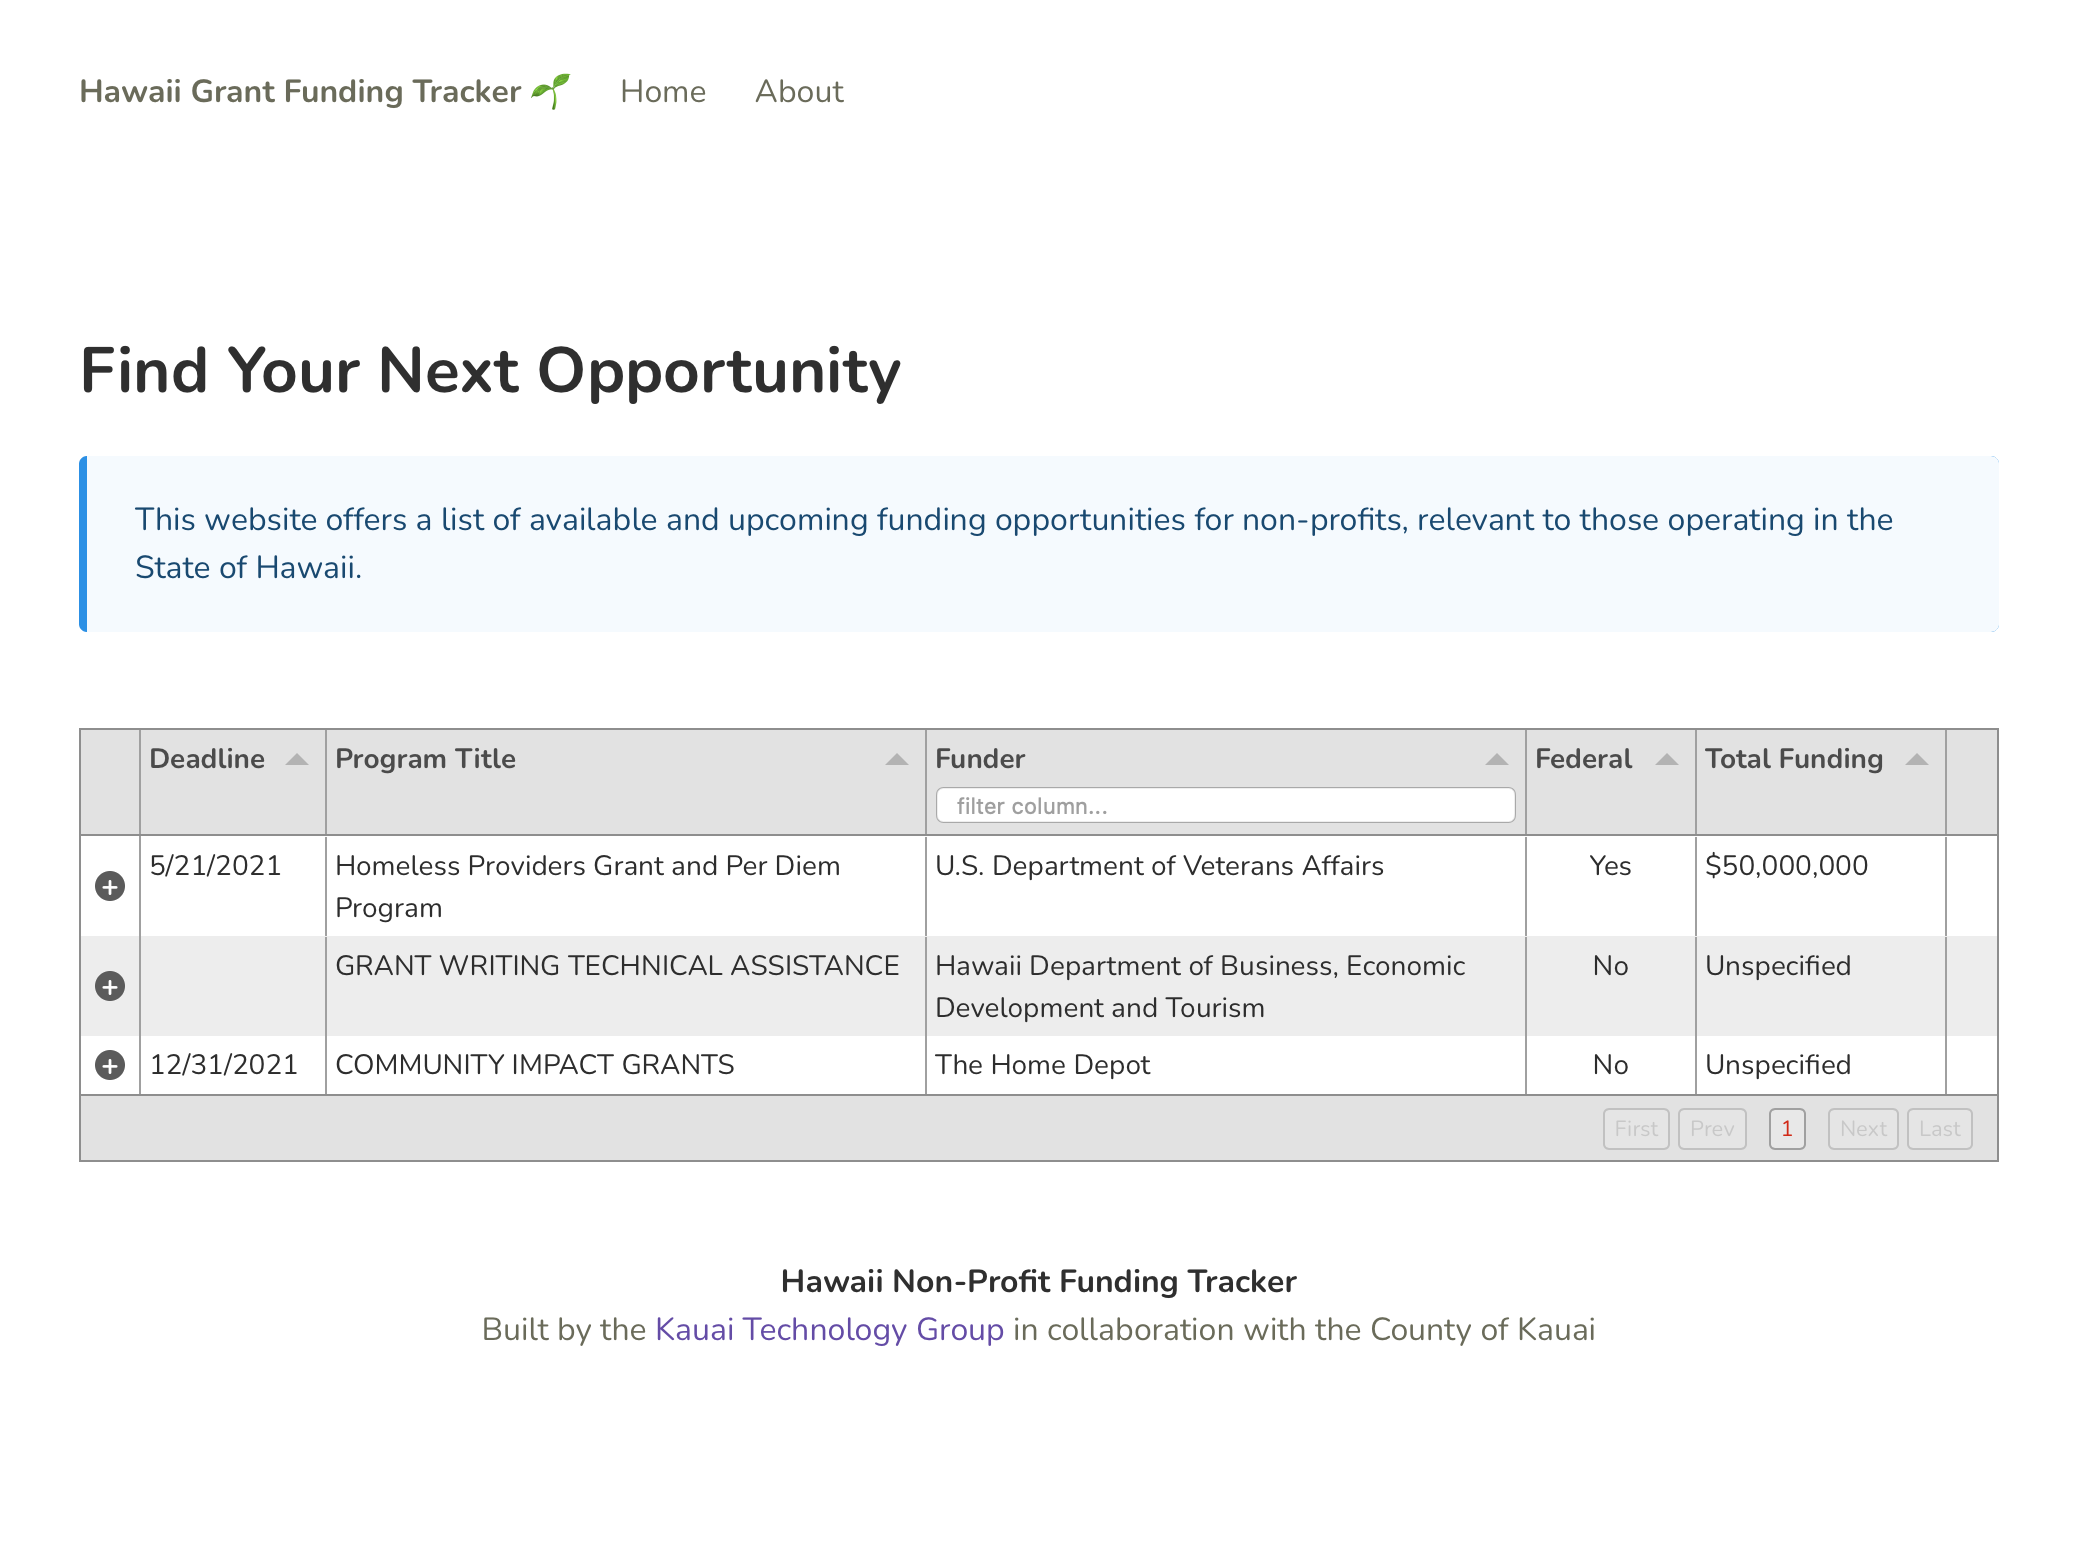 Hawaii Grant Funding Tracker 🌱 Home About
Find Your Next Opportunity
This website offers a list of available and upcoming funding opportunities for non-profits, relevant to those operating in the
State of Hawaii.
Deadline Program Title Funder Federal Total Funding
filter column...
5/21/2021 Homeless Providers Grant and Per Diem U.S. Department of Veterans Affairs Yes $50,000,000
Program
GRANT WRITING TECHNICAL ASSISTANCE Hawaii Department of Business, Economic No Unspecified
Development and Tourism
12/31/2021 COMMUNITY IMPACT GRANTS The Home Depot No Unspecified
First Prev 1 Next Last
Hawaii Non-Profit Funding Tracker
Built by the Kauai Technology Group in collaboration with the County of Kauai